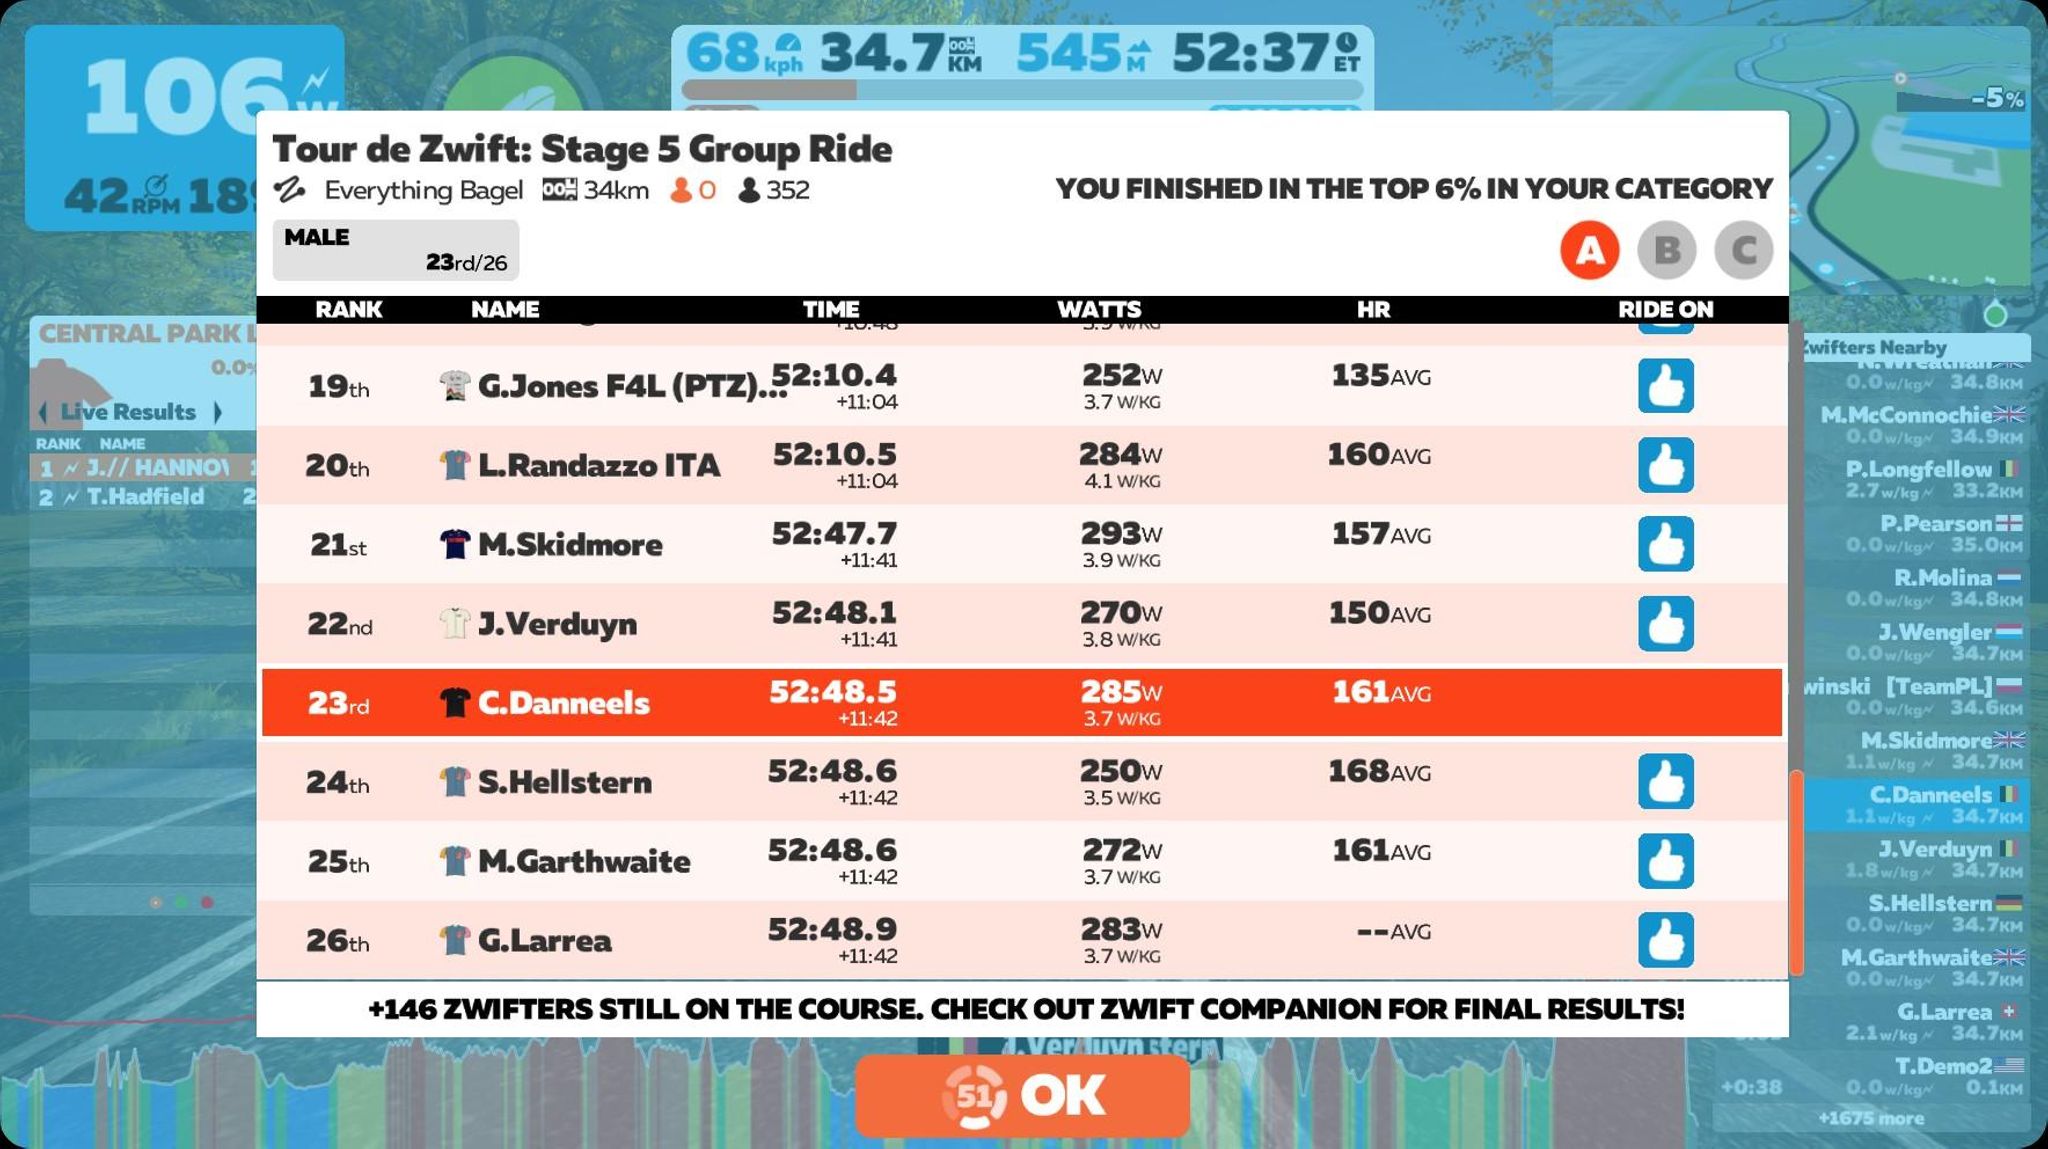 106w
42RPM 189
68kph 34.7KM 545M 52:37ET
-5%
Tour de Zwift: Stage 5 Group Ride
Everything Bagel 34km 0 352
YOU FINISHED IN THE TOP 6% IN YOUR CATEGORY
MALE
23rd/26
A B C
RANK NAME TIME WATTS HR RIDE ON
19th G.Jones F4L (PTZ)... 52:10.4 252W 135AVG
+11:04 3.7 W/KG
20th L.Randazzo ITA 52:10.5 284W 160AVG
+11:04 4.1 W/KG
21st M.Skidmore 52:47.7 293W 157AVG
+11:41 3.9 W/KG
22nd J.Verduyn 52:48.1 270W 150AVG
+11:41 3.8 W/KG
23rd C.Danneels 52:48.5 285W 161AVG
+11:42 3.7 W/KG
24th S.Hellstern 52:48.6 250W 168AVG
+11:42 3.5 W/KG
25th M.Garthwaite 52:48.6 272W 161AVG
+11:42 3.7 W/KG
26th G.Larrea 52:48.9 283W --AVG
+11:42 3.7 W/KG
+146 ZWIFTERS STILL ON THE COURSE. CHECK OUT ZWIFT COMPANION FOR FINAL RESULTS!
51 OK
CENTRAL PARK L
0.0%
Live Results
RANK NAME
1 J.// HANNOV
2 T.Hadfield 2
Zwifters Nearby
0.0w/kg 34.8KM
M.McConnochie
0.0w/kg 34.9KM
P.Longfellow
2.7w/kg 33.2KM
P.Pearson
0.0w/kg 35.0KM
R.Molina
0.0w/kg 34.8KM
J.Wengler
0.0w/kg 34.7KM
winski [TeamPL]
0.0w/kg 34.6KM
M.Skidmore
1.1w/kg 34.7KM
C.Danneels
1.1w/kg 34.7KM
J.Verduyn
1.8w/kg 34.7KM
S.Hellstern
0.0w/kg 34.7KM
M.Garthwaite
0.0w/kg 34.7KM
G.Larrea
2.1w/kg 34.7KM
T.Demo2
+0:38 0.0w/kg 0.1KM
+1675 more